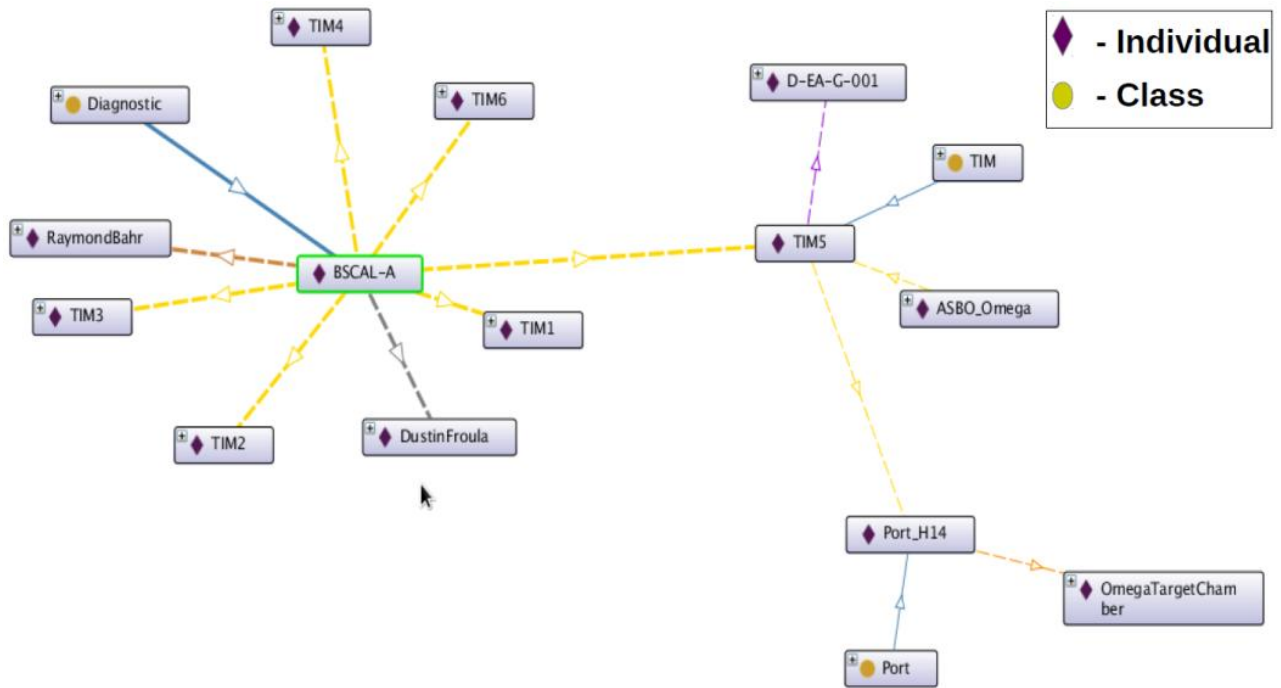 TIM4
- Individual
D-EA-G-001
TIM6
Diagnostic
- Class
TIM
RaymondBahr
TIM5
BSCAL-A
TIM3
ASBO_Omega
TIM1
TIM2
DustinFroula
Port_H14
OmegaTargetCham
ber
Port